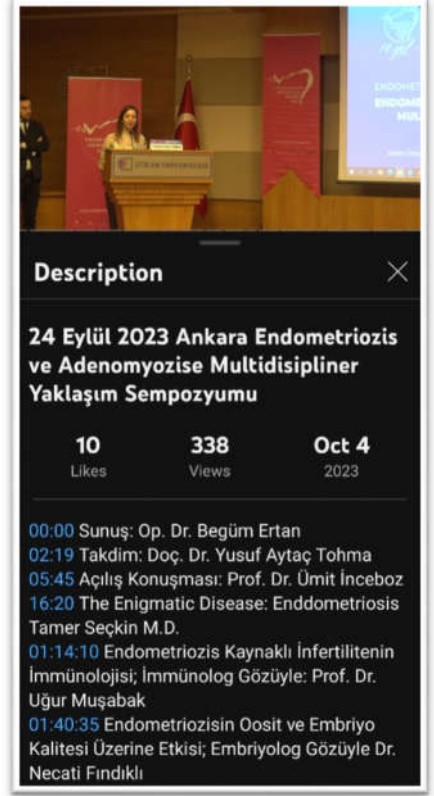 ENDOMET
ENDOME
MUL
Description
24 Eylül 2023 Ankara Endometriozis
ve Adenomyozise Multidisipliner
Yaklaşım Sempozyumu
10
Likes
338
Views
Oct 4
2023
00:00 Sunuş: Op. Dr. Begüm Ertan
02:19 Takdim: Doç. Dr. Yusuf Aytaç Tohma
05:45 Açılış Konuşması: Prof. Dr. Ümit İnceboz
16:20 The Enigmatic Disease: Enddometriosis
Tamer Seçkin M.D.
01:14:10 Endometriozis Kaynaklı İnfertilitenin
İmmünolojisi; İmmünolog Gözüyle: Prof. Dr.
Uğur Muşabak
01:40:35 Endometriozisin Oosit ve Embriyo
Kalitesi Üzerine Etkisi; Embriyolog Gözüyle Dr.
Necati Fındıklı